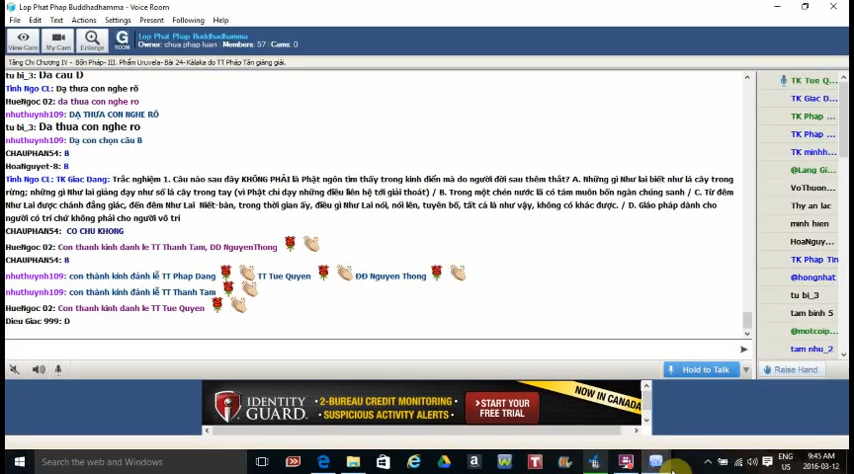 Lop Phat Phap Buddhadhamma - Voice Room
File Edit Text Actions Settings Present Following Help
View Cam
My Cam
Enlarge
G ROOM
Lop Phat Phap Buddhadhamma
Owner: chua phap luan | Members: 57 | Cams: 0
Tăng Chi Chương IV - Bốn Pháp- III. Phẩm Uruvela- Bài 24-Kàlaka do TT Pháp Tân giảng giải.
tu bi_3: Da cau D
Tinh Ngo CL: Dạ thưa con nghe rõ
HueNgoc 02: da thua con nghe ro
nhuthuynh109: DẠ THƯA CON NGHE RÕ
tu bi_3: Da thua con nghe ro
nhuthuynh109: Dạ con chọn câu B
CHAUPHAN54: B
HoaNguyet-8: B
Tinh Ngo CL: TK Giac Dang: Trắc nghiệm 1. Câu nào sau đây KHÔNG PHẢI là Phật ngôn tìm thấy trong kinh điển mà do người đời sau thêm thắt? A. Những gì Như lai biết như lá cây trong
rừng; những gì Như lai giảng dạy như số lá cây trong tay (vì Phật chỉ dạy những điều liên hệ tới giải thoát) / B. Trong một chén nước lã có tám muôn bốn ngàn chúng sanh / C. Từ đêm
Như Lai được chánh đẳng giác, đến đêm Như Lai Niết-bàn, trong thời gian ấy, điều gì Như Lai nói, nói lên, tuyên bố, tất cả là như vậy, không có khác được. / D. Giáo pháp dành cho
người có trí chứ không phải cho người vô trí
CHAUPHAN54: CO CHU KHONG
HueNgoc 02: Con thanh kinh danh le TT Thanh Tam, DD NguyenThong
CHAUPHAN54: B
nhuthuynh109: con thành kính đảnh lễ TT Phap Dang TT Tue Quyen ĐĐ Nguyen Thong
nhuthuynh109: con thành kính đảnh lễ TT Thanh Tam
HueNgoc 02: Con thanh kinh danh le TT Tue Quyen
Dieu Giac 999: D
TK Tue Q...
TK Giac D...
TK Phap ...
TK Phap ...
TK minhh...
@Lang Gi...
VoThuon...
Thy an lac
minh hien
HoaNguy...
TK Phap Tin
@hongnhat
tu bi_3
tam binh 5
@motcoip...
tam nhu_2
Hold to Talk
Raise Hand
IDENTITY GUARD
• 2-BUREAU CREDIT MONITORING •
• SUSPICIOUS ACTIVITY ALERTS •
>START YOUR FREE TRIAL
NOW IN CANADA
Search the web and Windows
ENG US
9:45 AM
2016-03-12